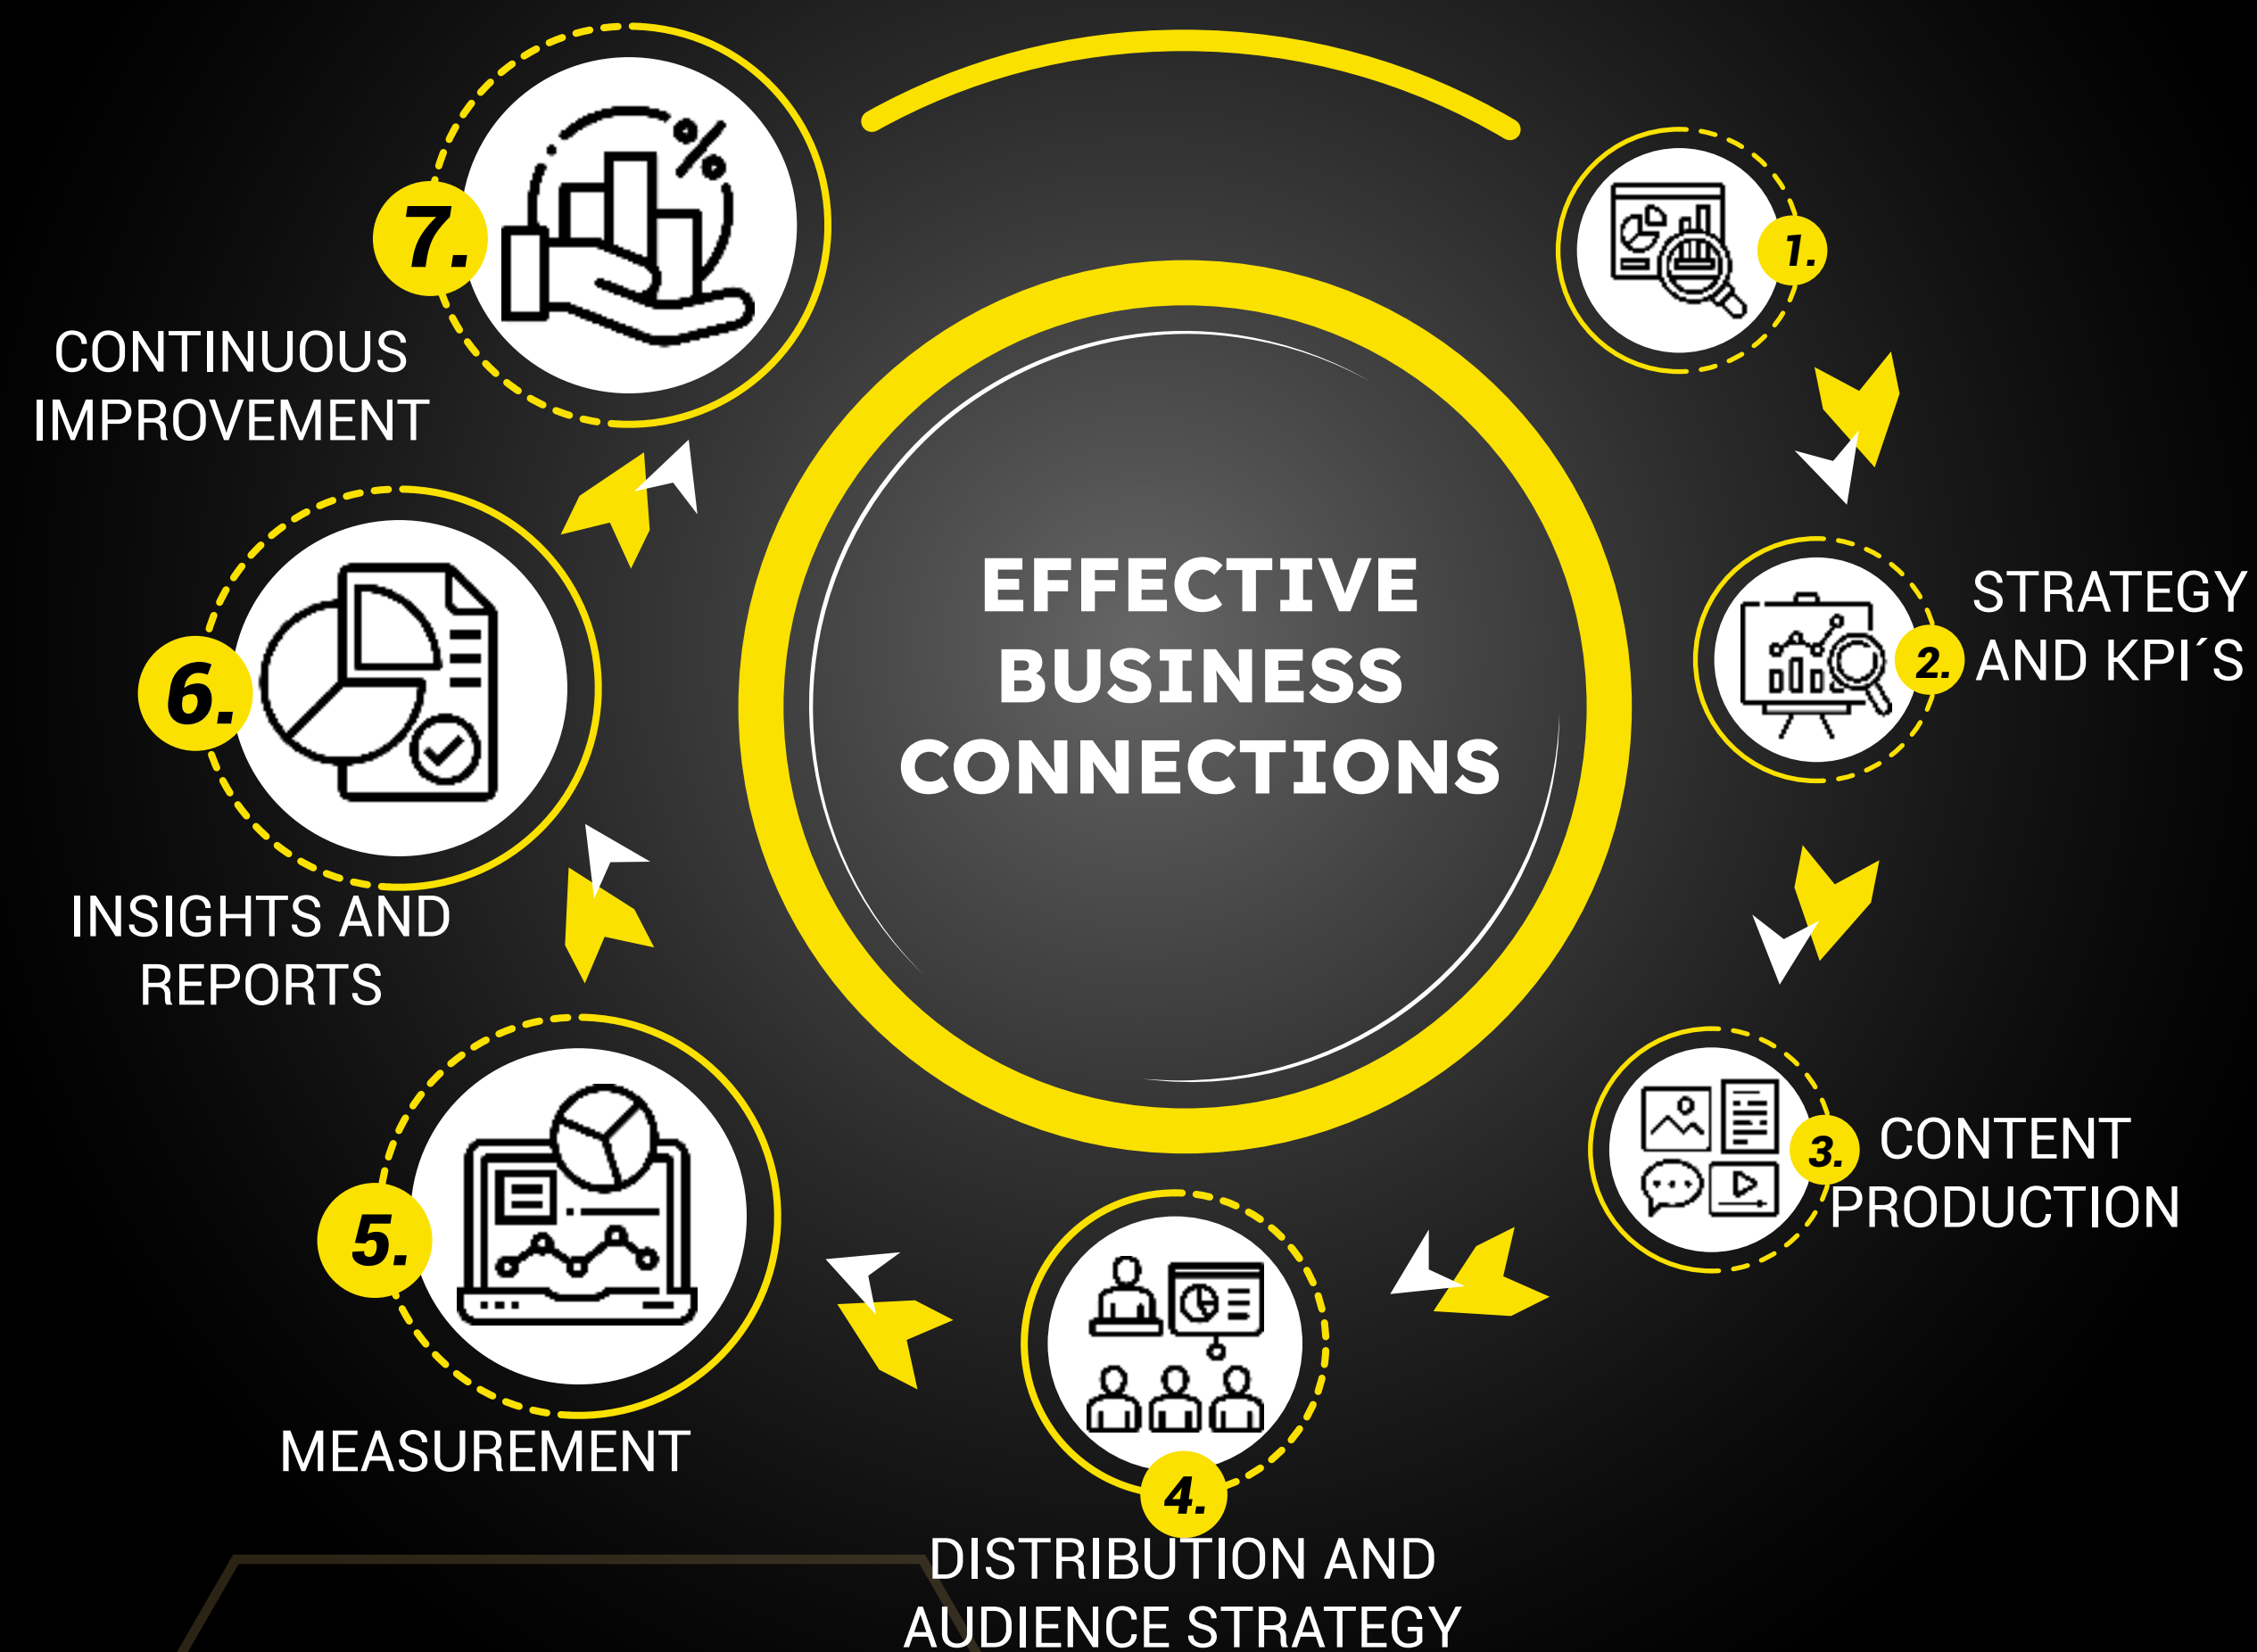 EFFECTIVE
BUSINESS
CONNECTIONS
1.
2.
STRATEGY
AND KPI´S
3.
CONTENT
PRODUCTION
4.
DISTRIBUTION AND
AUDIENCE STRATEGY
5.
MEASUREMENT
6.
INSIGHTS AND
REPORTS
7.
CONTINUOUS
IMPROVEMENT
%